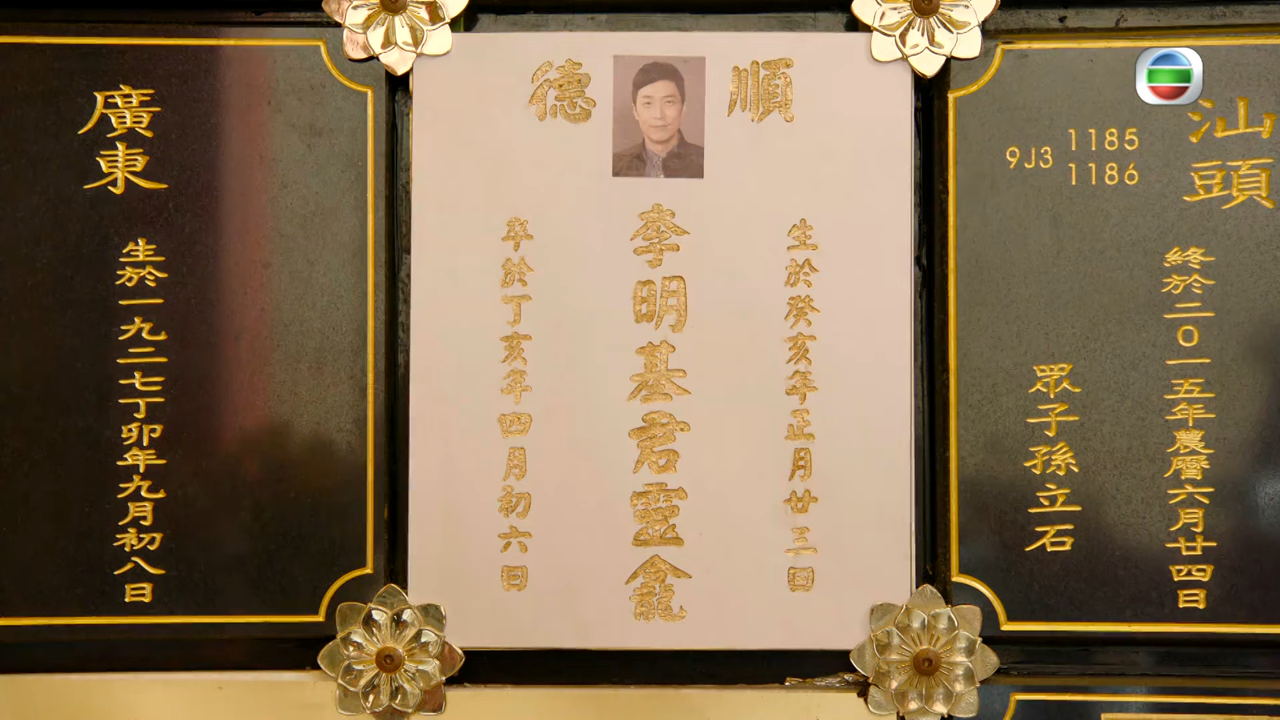 廣東
生於一九二七丁卯年九月初八日
順德
生於癸亥年正月廿三日
李明基君靈龕
卒於丁亥年四月初六日
汕頭
9J3 1185
1186
終於二0一五年農曆六月廿四日
眾子孫立石